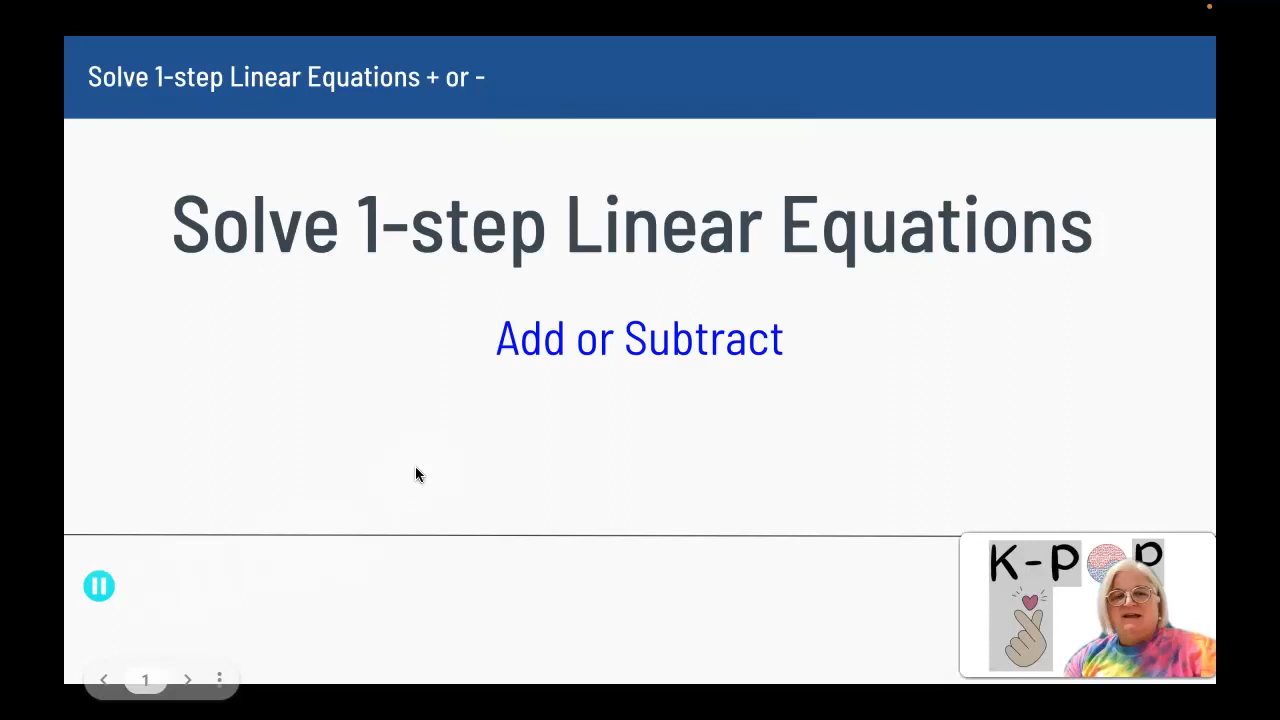 Solve 1-step Linear Equations + or -
Solve 1-step Linear Equations
Add or Subtract
K-POP
1